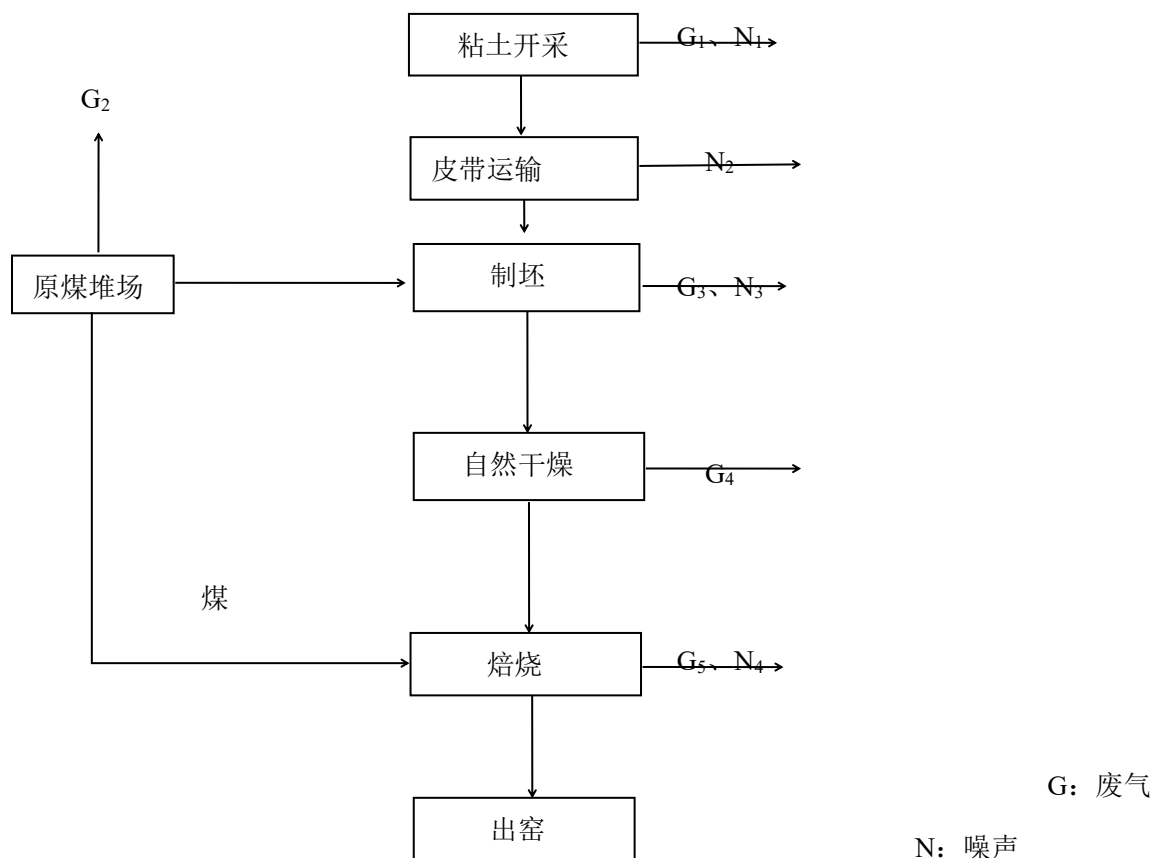 粘土开采
G₁、N₁
G₂
皮带运输
N₂
原煤堆场
制坯
G₃、N₃
自然干燥
G₄
煤
焙烧
G₅、N₄
G：废气
出窑
N：噪声